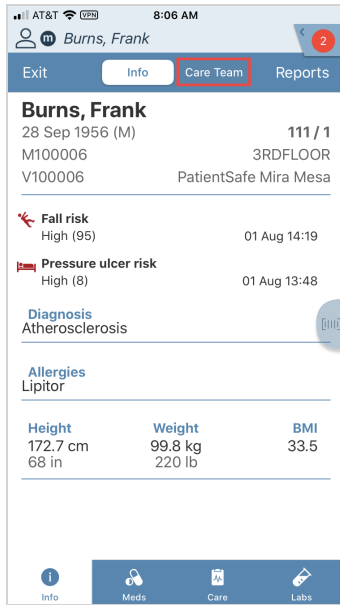 AT&T VPN 8:06 AM
m Burns, Frank 2
Exit Info Care Team Reports
Burns, Frank
28 Sep 1956 (M) 111 / 1
M100006 3RDFLOOR
V100006 PatientSafe Mira Mesa
Fall risk
High (95) 01 Aug 14:19
Pressure ulcer risk
High (8) 01 Aug 13:48
Diagnosis
Atherosclerosis
Allergies
Lipitor
Height Weight BMI
172.7 cm 99.8 kg 33.5
68 in 220 lb
Info Meds Care Labs